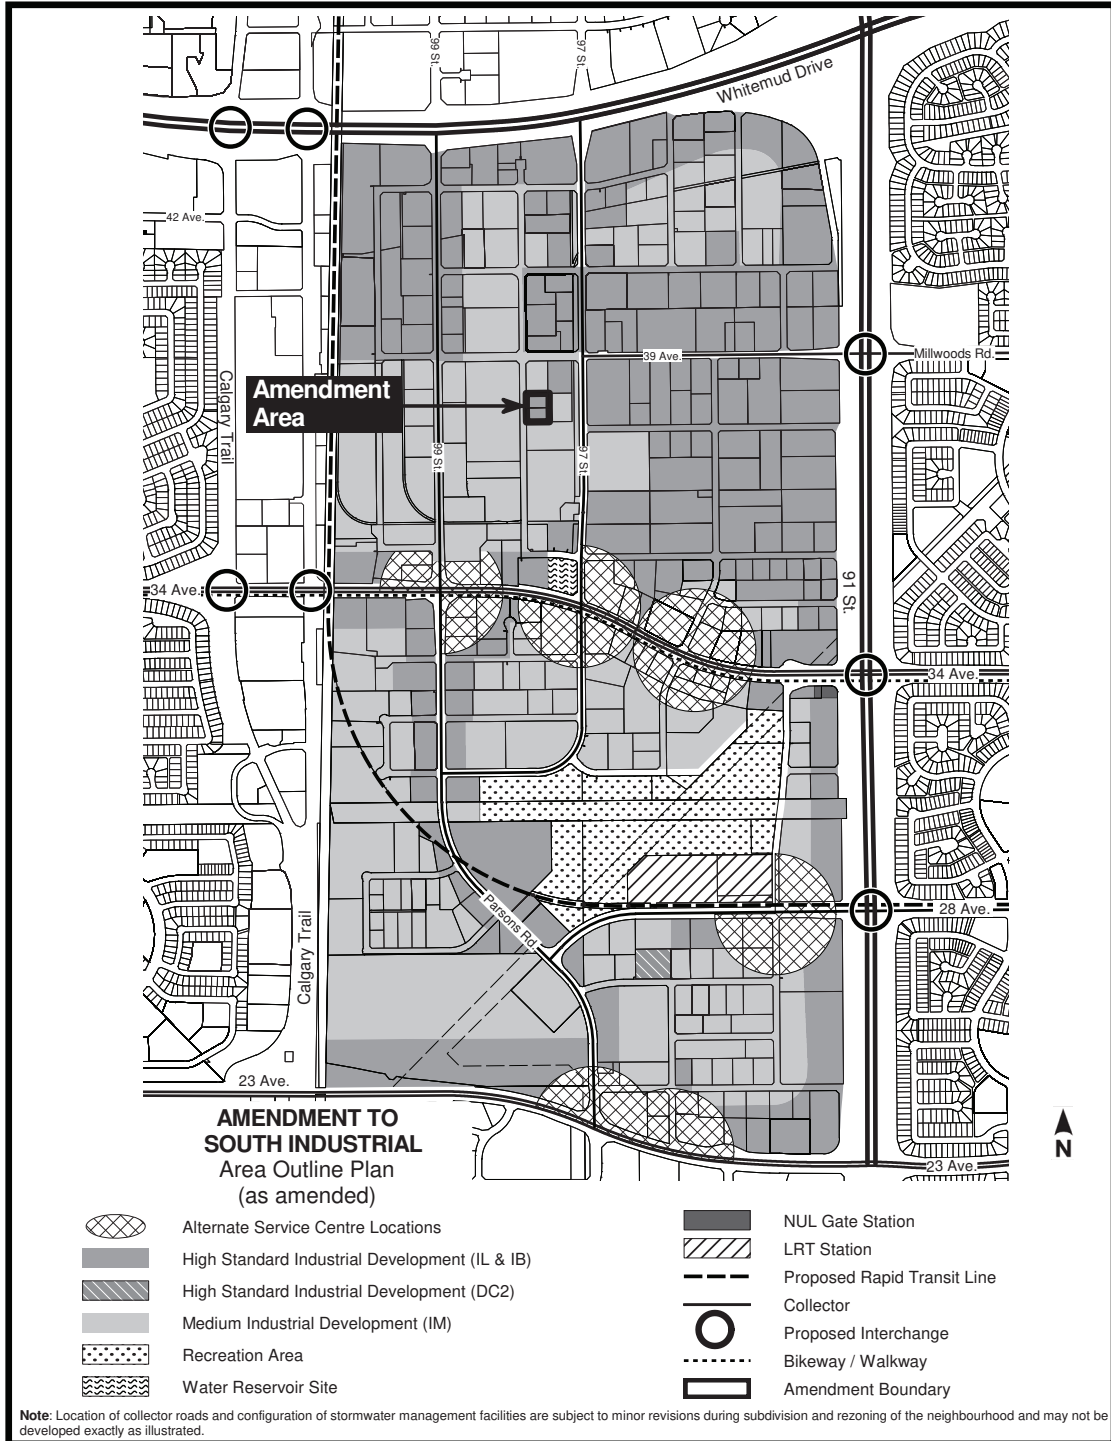 99 St.
97 St.
Whitemud Drive
42 Ave.
39 Ave.
Millwoods Rd.
Amendment
Area
Calgary Trail
99 St.
97 St.
34 Ave.
91 St.
34 Ave.
28 Ave.
Parsons Rd.
Calgary Trail
23 Ave.
23 Ave.
AMENDMENT TO
SOUTH INDUSTRIAL
Area Outline Plan
(as amended)
N
Alternate Service Centre Locations
High Standard Industrial Development (IL & IB)
High Standard Industrial Development (DC2)
Medium Industrial Development (IM)
Recreation Area
Water Reservoir Site
NUL Gate Station
LRT Station
Proposed Rapid Transit Line
Collector
Proposed Interchange
Bikeway / Walkway
Amendment Boundary
Note: Location of collector roads and configuration of stormwater management facilities are subject to minor revisions during subdivision and rezoning of the neighbourhood and may not be
developed exactly as illustrated.